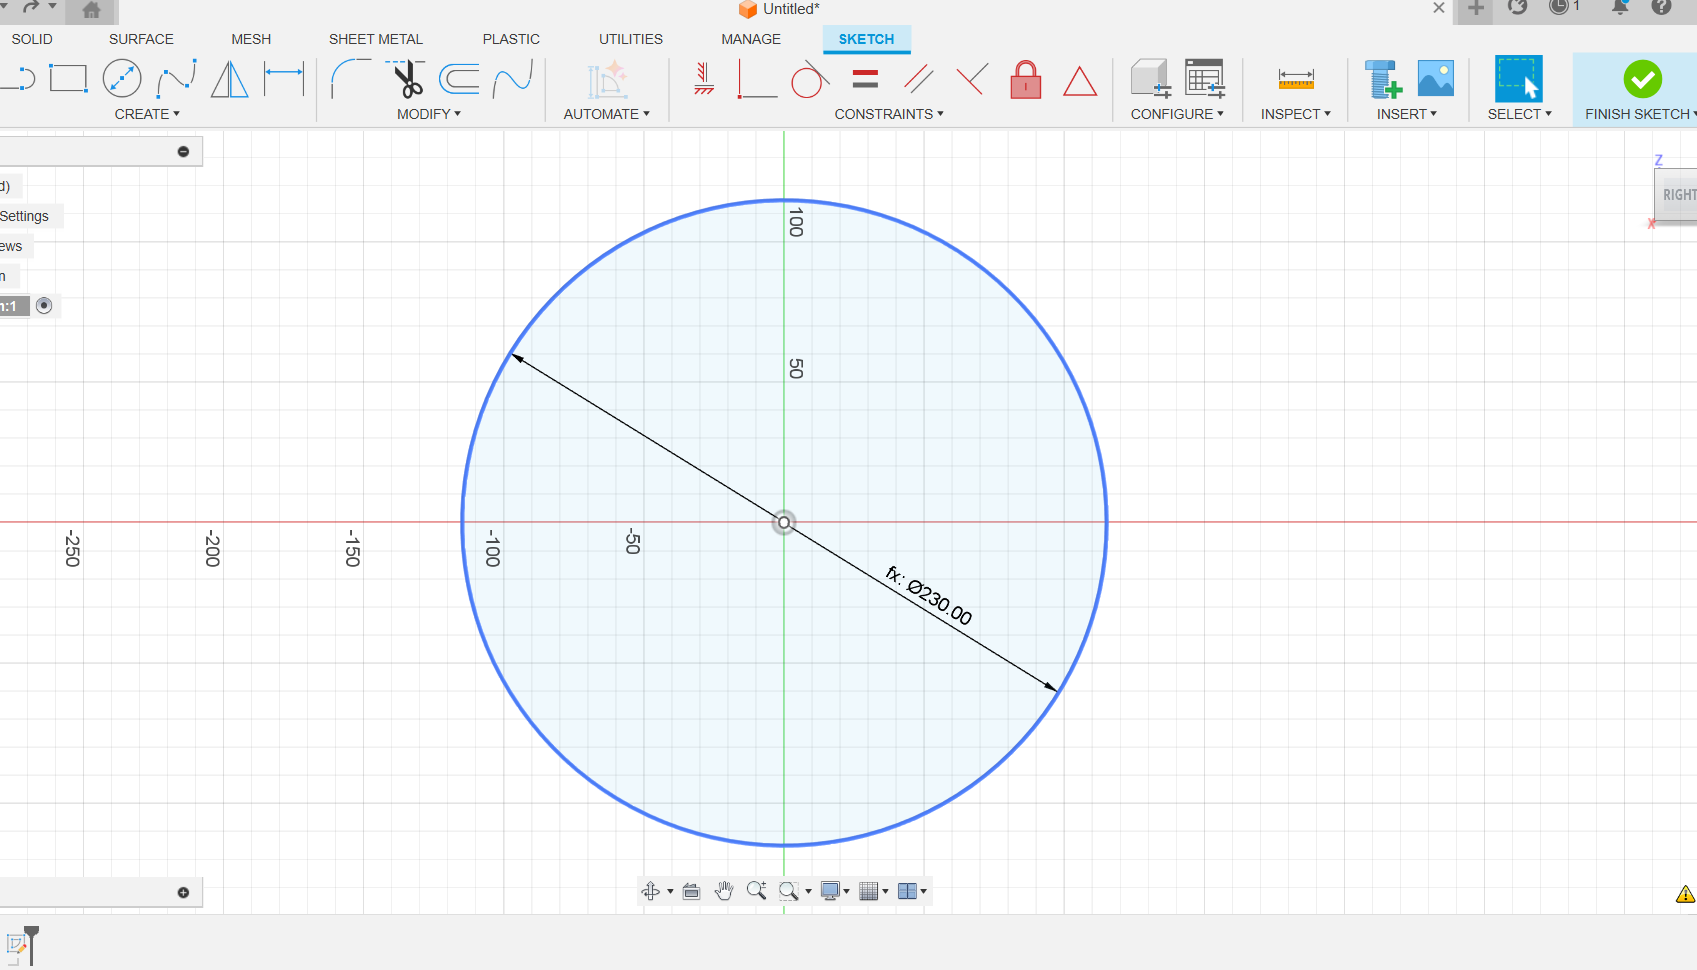 Untitled*
1
SOLID SURFACE MESH SHEET METAL PLASTIC UTILITIES MANAGE SKETCH
CREATE MODIFY AUTOMATE CONSTRAINTS CONFIGURE INSPECT INSERT SELECT FINISH SKETCH
Z
RIGHT
X
d)
Settings
ews
n
n:1
100
50
-250
-200
-150
-100
-50
fx: Ø230.00